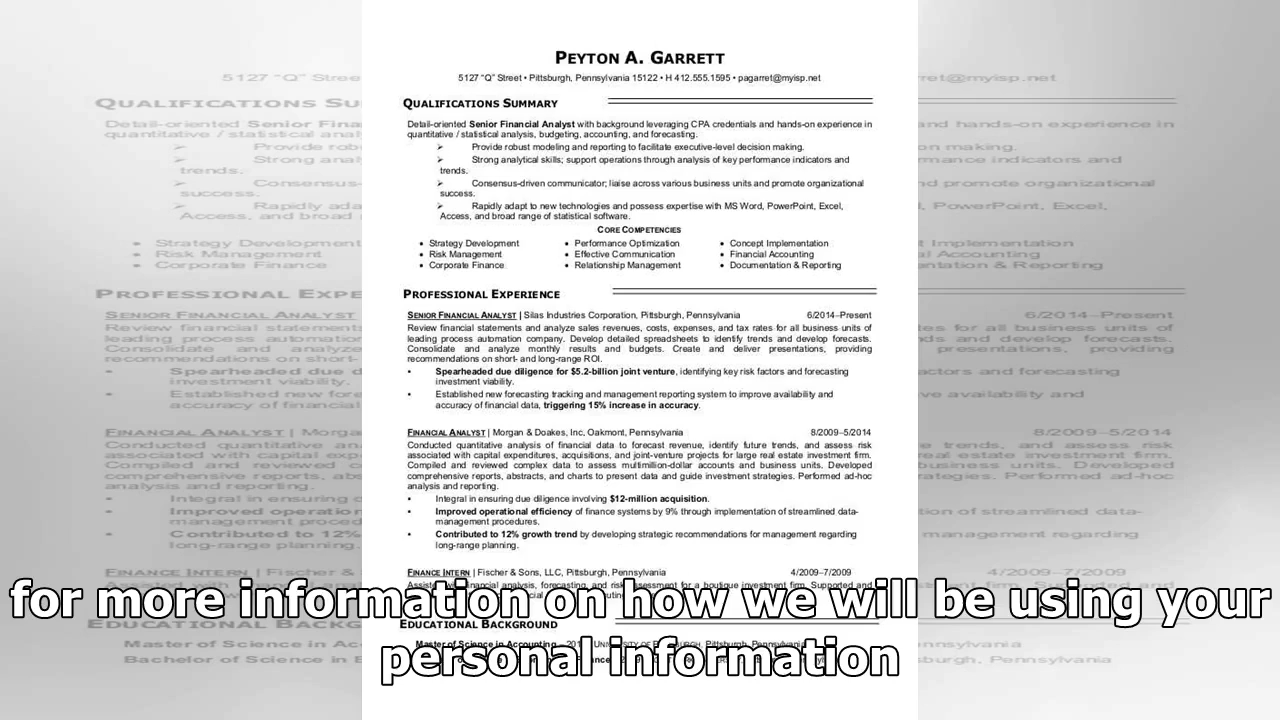 PEYTON A. GARRETT
5127 “Q” Street • Pittsburgh, Pennsylvania 15122 • H 412.555.1595 • pagarret@myisp.net
QUALIFICATIONS SUMMARY
Detail-oriented Senior Financial Analyst with background leveraging CPA credentials and hands-on experience in
quantitative / statistical analysis, budgeting, accounting, and forecasting.
➢ Provide robust modeling and reporting to facilitate executive-level decision making.
➢ Strong analytical skills; support operations through analysis of key performance indicators and
trends.
➢ Consensus-driven communicator; liaise across various business units and promote organizational
success.
➢ Rapidly adapt to new technologies and possess expertise with MS Word, PowerPoint, Excel,
Access, and broad range of statistical software.
CORE COMPETENCIES
• Strategy Development • Performance Optimization • Concept Implementation
• Risk Management • Effective Communication • Financial Accounting
• Corporate Finance • Relationship Management • Documentation & Reporting
PROFESSIONAL EXPERIENCE
SENIOR FINANCIAL ANALYST | Silas Industries Corporation, Pittsburgh, Pennsylvania 6/2014–Present
Review financial statements and analyze sales revenues, costs, expenses, and tax rates for all business units of
leading process automation company. Develop detailed spreadsheets to identify trends and develop forecasts.
Consolidate and analyze monthly results and budgets. Create and deliver presentations, providing
recommendations on short- and long-range ROI.
• Spearheaded due diligence for $5.2-billion joint venture, identifying key risk factors and forecasting
investment viability.
• Established new forecasting tracking and management reporting system to improve availability and
accuracy of financial data, triggering 15% increase in accuracy.
FINANCIAL ANALYST | Morgan & Doakes, Inc, Oakmont, Pennsylvania 8/2009–5/2014
Conducted quantitative analysis of financial data to forecast revenue, identify future trends, and assess risk
associated with capital expenditures, acquisitions, and joint-venture projects for large real estate investment firm.
Compiled and reviewed complex data to assess multimillion-dollar accounts and business units. Developed
comprehensive reports, abstracts, and charts to present data and guide investment strategies. Performed ad-hoc
analysis and reporting.
• Integral in ensuring due diligence involving $12-million acquisition.
• Improved operational efficiency of finance systems by 9% through implementation of streamlined data-
management procedures.
• Contributed to 12% growth trend by developing strategic recommendations for management regarding
long-range planning.
FINANCE INTERN | Fischer & Sons, LLC, Pittsburgh, Pennsylvania 4/2009–7/2009
financial analysis, forecasting, and risk assessment for a boutique investment firm. Supported and
for more information on how we will be using your
EDUCATIONAL BACKGROUND
Master of Science in Accounting
personal information